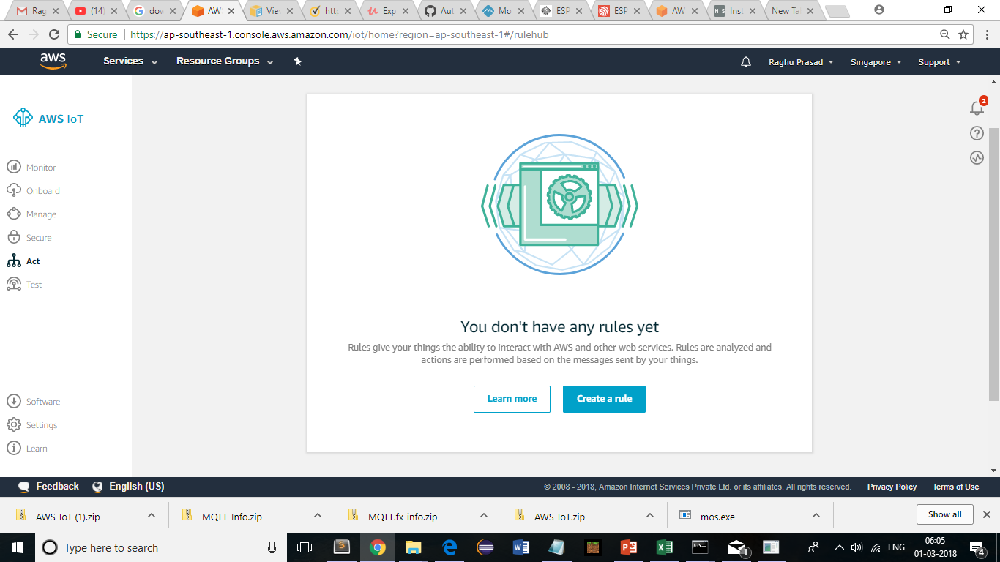 Rag
(14)
dov
AW
View
http
Exp
Aut
Mo
ESP
ESP
AW
N|S Inst
New Ta
Secure
https://ap-southeast-1.console.aws.amazon.com/iot/home?region=ap-southeast-1#/rulehub
aws
Services
Resource Groups
Raghu Prasad
Singapore
Support
AWS IoT
2
Monitor
Onboard
Manage
Secure
Act
Test
You don't have any rules yet
Rules give your things the ability to interact with AWS and other web services. Rules are analyzed and
actions are performed based on the messages sent by your things.
Learn more
Create a rule
Software
Settings
Learn
Feedback
English (US)
© 2008 - 2018, Amazon Internet Services Private Ltd. or its affiliates. All rights reserved.
Privacy Policy
Terms of Use
AWS-IoT (1).zip
MQTT-Info.zip
MQTT.fx-info.zip
AWS-IoT.zip
mos.exe
Show all
Type here to search
1
ENG
06:05
01-03-2018
4